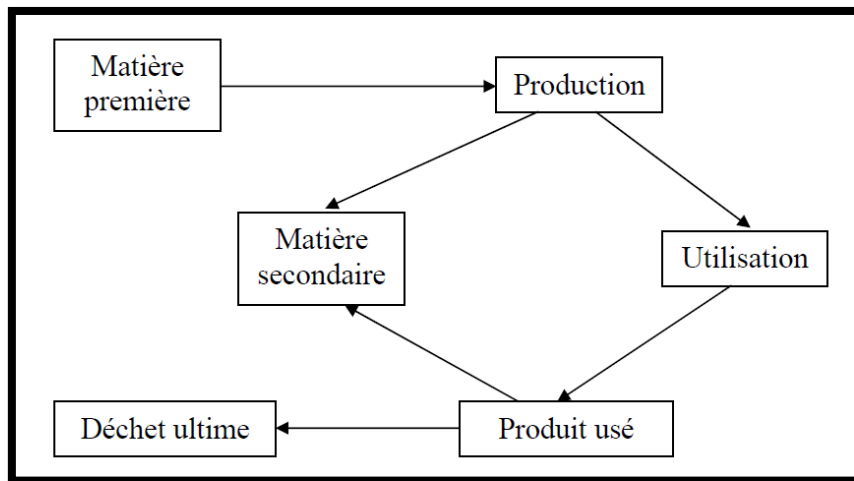 Matière
première
Production
Matière
secondaire
Utilisation
Déchet ultime
Produit usé